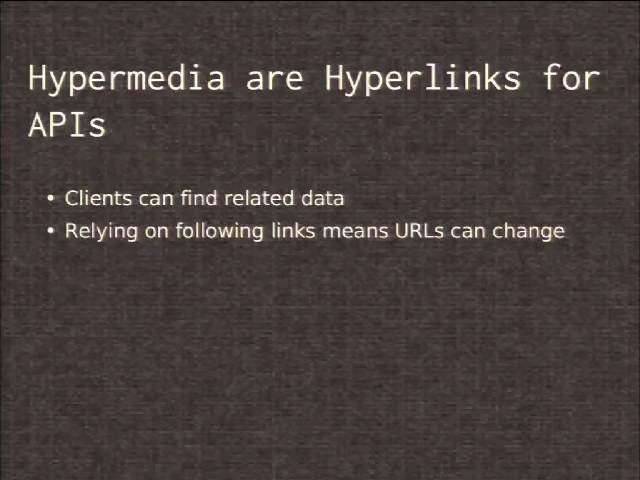 Hypermedia are Hyperlinks for
APIs
• Clients can find related data
• Relying on following links means URLs can change